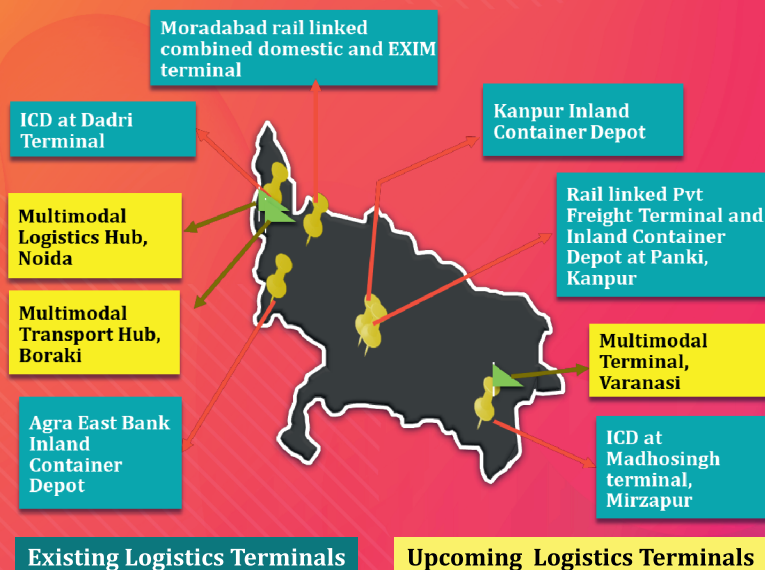 Moradabad rail linked
combined domestic and EXIM
terminal
ICD at Dadri
Terminal
Kanpur Inland
Container Depot
Multimodal
Logistics Hub,
Noida
Rail linked Pvt
Freight Terminal and
Inland Container
Depot at Panki,
Kanpur
Multimodal
Transport Hub,
Boraki
Multimodal
Terminal,
Varanasi
Agra East Bank
Inland
Container
Depot
ICD at
Madhosingh
terminal,
Mirzapur
Existing Logistics Terminals
Upcoming Logistics Terminals